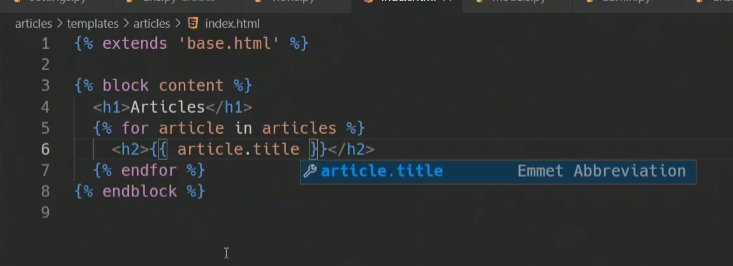 articles > templates > articles > index.html
1 {% extends 'base.html' %}
2
3 {% block content %}
4 <h1>Articles</h1>
5 {% for article in articles %}
6 <h2>{{ article.title }}</h2>
7 {% endfor %}
article.title Emmet Abbreviation
8 {% endblock %}
9